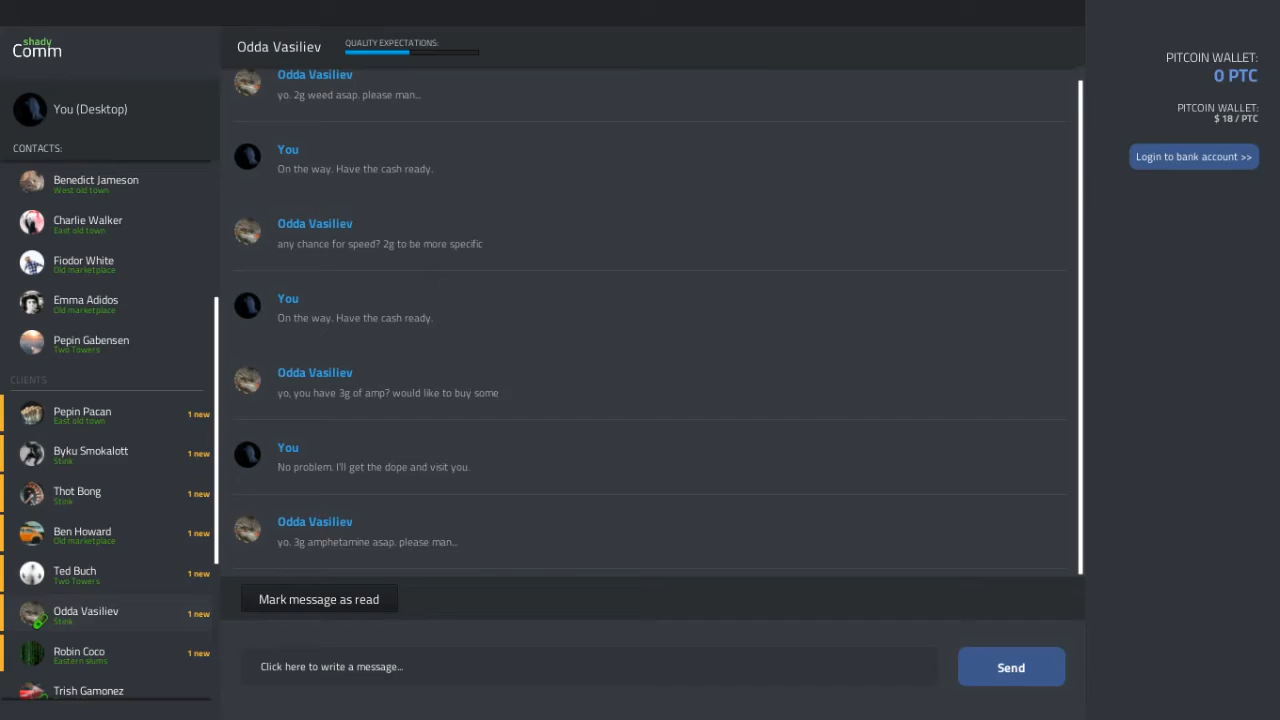 shady
Comm
You (Desktop)
CONTACTS:
Benedict Jameson
West old town
Charlie Walker
East old town
Fiodor White
Old marketplace
Emma Adidos
Old marketplace
Pepin Gabensen
Two Towers
CLIENTS
Pepin Pacan
East old town
1 new
Byku Smokalott
Stink
1 new
Thot Bong
Stink
1 new
Ben Howard
Old marketplace
1 new
Ted Buch
Two Towers
1 new
Odda Vasiliev
Stink
1 new
Robin Coco
Eastern slums
1 new
Trish Gamonez
Odda Vasiliev
QUALITY EXPECTATIONS:
Odda Vasiliev
yo. 2g weed asap. please man...
You
On the way. Have the cash ready.
Odda Vasiliev
any chance for speed? 2g to be more specific
You
On the way. Have the cash ready.
Odda Vasiliev
yo, you have 3g of amp? would like to buy some
You
No problem. I'll get the dope and visit you.
Odda Vasiliev
yo. 3g amphetamine asap. please man...
Mark message as read
Click here to write a message...
Send
PITCOIN WALLET:
0 PTC
PITCOIN WALLET:
$ 18 / PTC
Login to bank account >>